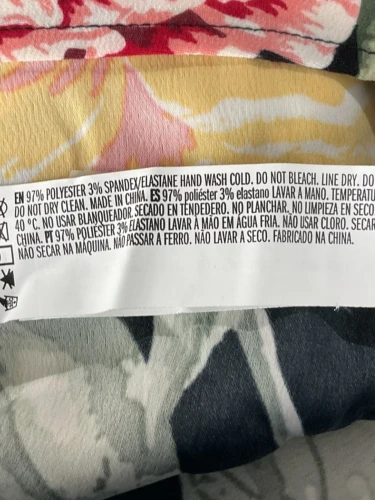 EN 97% POLYESTER 3% SPANDEX/ELASTANE HAND WASH COLD. DO NOT BLEACH. LINE DRY. DO
DO NOT DRY CLEAN. MADE IN CHINA. ES 97% poliéster 3% elastano LAVAR A MANO. TEMPERATU
40 °C. NO USAR BLANQUEADOR. SECADO EN TENDEDERO. NO PLANCHAR. NO LIMPIEZA EN SECO
CHINA. PT 97% POLIÉSTER 3% ELASTANO LAVAR À MÃO EM ÁGUA FRIA. NÃO USAR CLORO. SECAR
NÃO SECAR NA MÁQUINA. NÃO PASSAR A FERRO. NÃO LAVAR A SECO. FABRICADO NA CHINA.